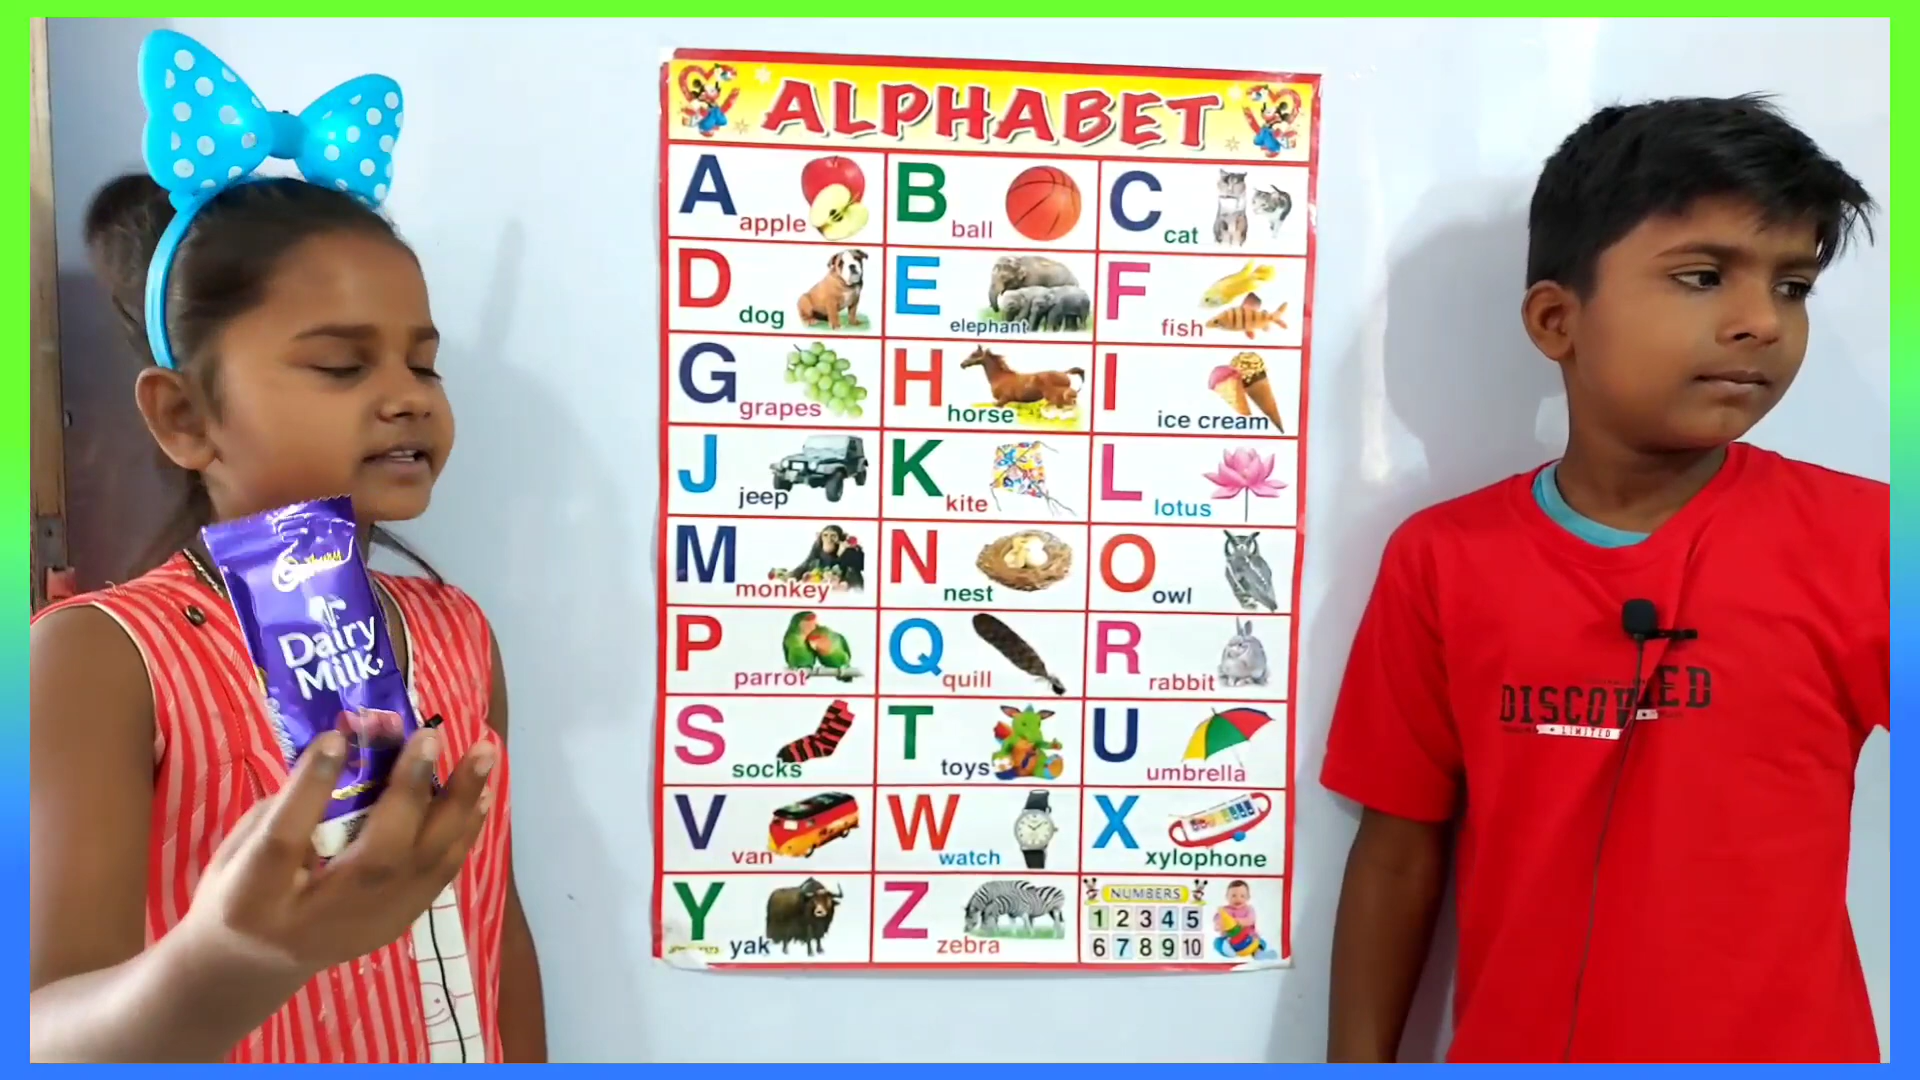 ALPHABET
A apple B ball C cat
D dog E elephant F fish
G grapes H horse I ice cream
J jeep K kite L lotus
M monkey N nest O owl
P parrot Q quill R rabbit
S socks T toys U umbrella
V van W watch X xylophone
Y yak Z zebra
NUMBERS
1 2 3 4 5
6 7 8 9 10
Cadbury
Dairy
Milk
LIMITED